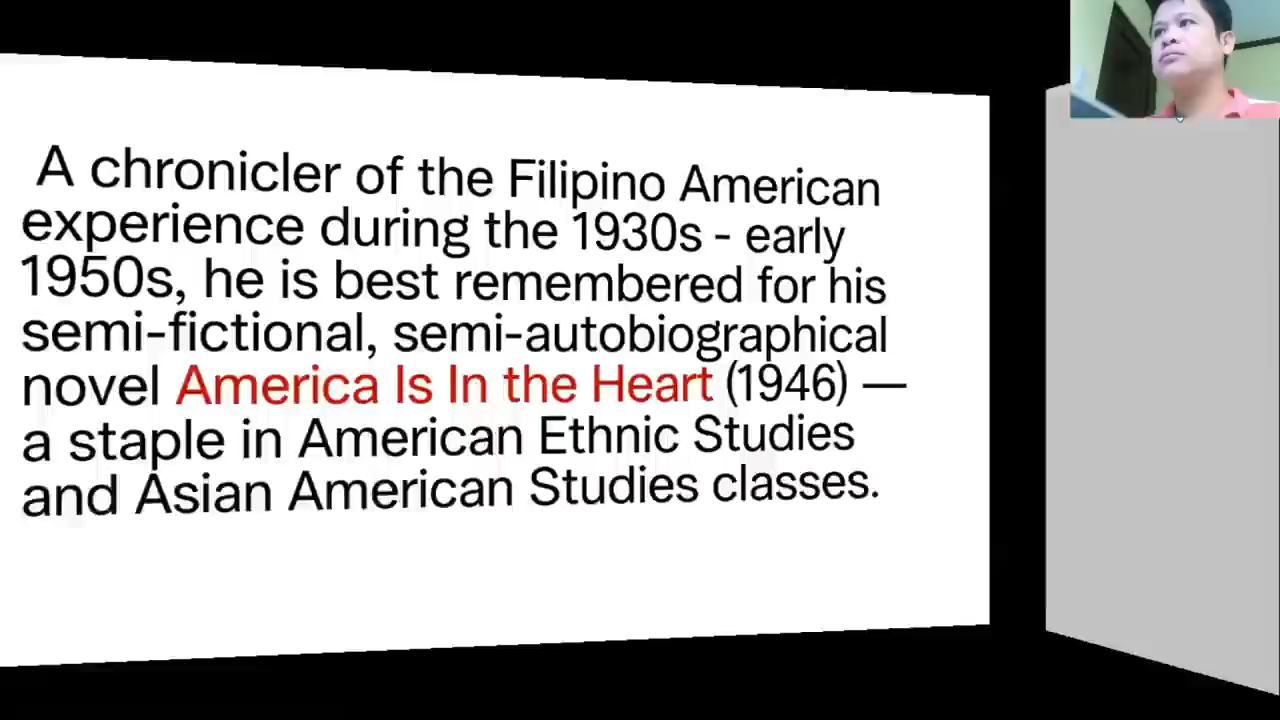 A chronicler of the Filipino American
experience during the 1930s - early
1950s, he is best remembered for his
semi-fictional, semi-autobiographical
novel America Is In the Heart (1946) —
a staple in American Ethnic Studies
and Asian American Studies classes.